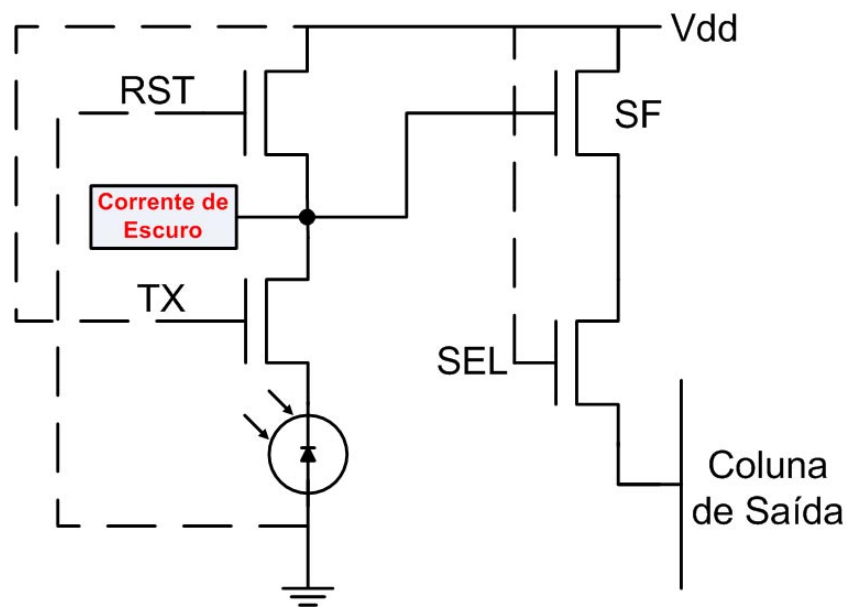 Vdd
RST
SF
Corrente de
Escuro
TX
SEL
Coluna
de Saída